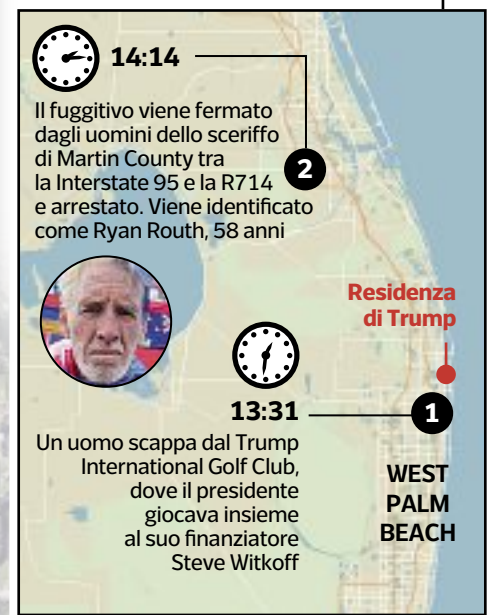 14:14
Il fuggitivo viene fermato
dagli uomini dello sceriffo
di Martin County tra
la Interstate 95 e la R714
e arrestato. Viene identificato
come Ryan Routh, 58 anni
2
Residenza
di Trump
13:31
1
Un uomo scappa dal Trump
International Golf Club,
dove il presidente
giocava insieme
al suo finanziatore
Steve Witkoff
WEST
PALM
BEACH